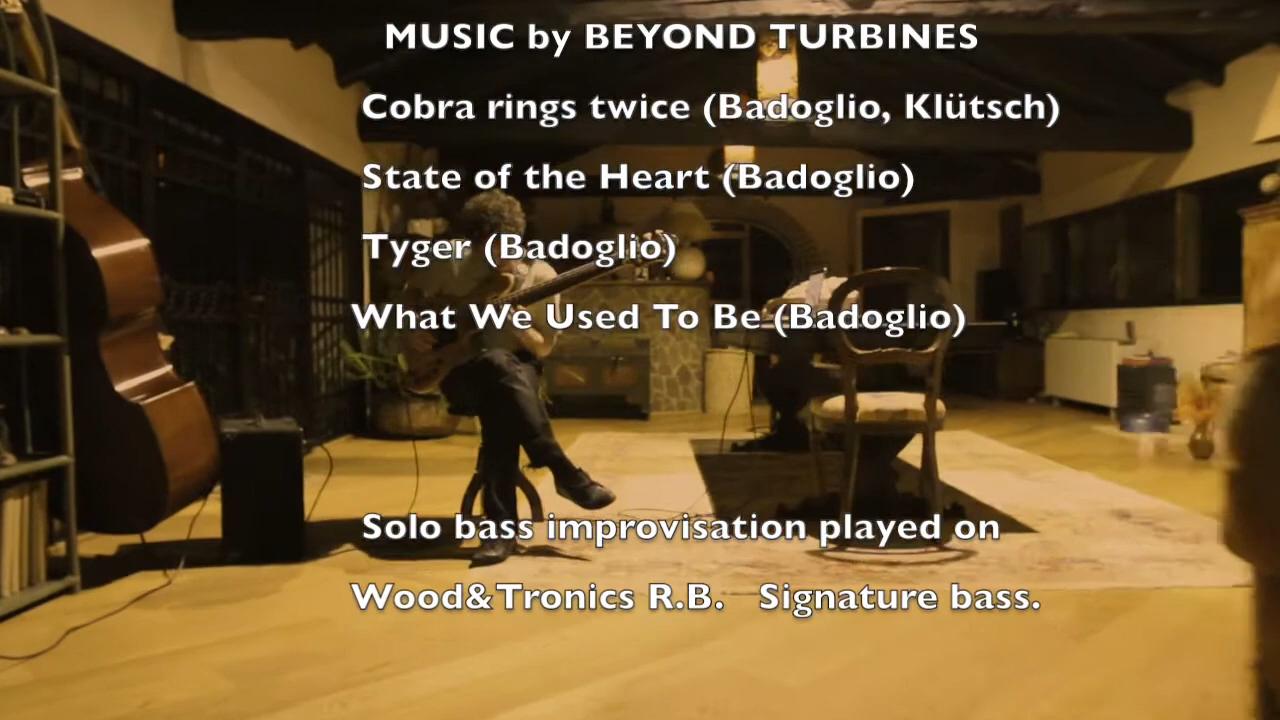 MUSIC by BEYOND TURBINES
Cobra rings twice (Badoglio, Klütsch)
State of the Heart (Badoglio)
Tyger (Badoglio)
What We Used To Be (Badoglio)
Solo bass improvisation played on
Wood&Tronics R.B. Signature bass.